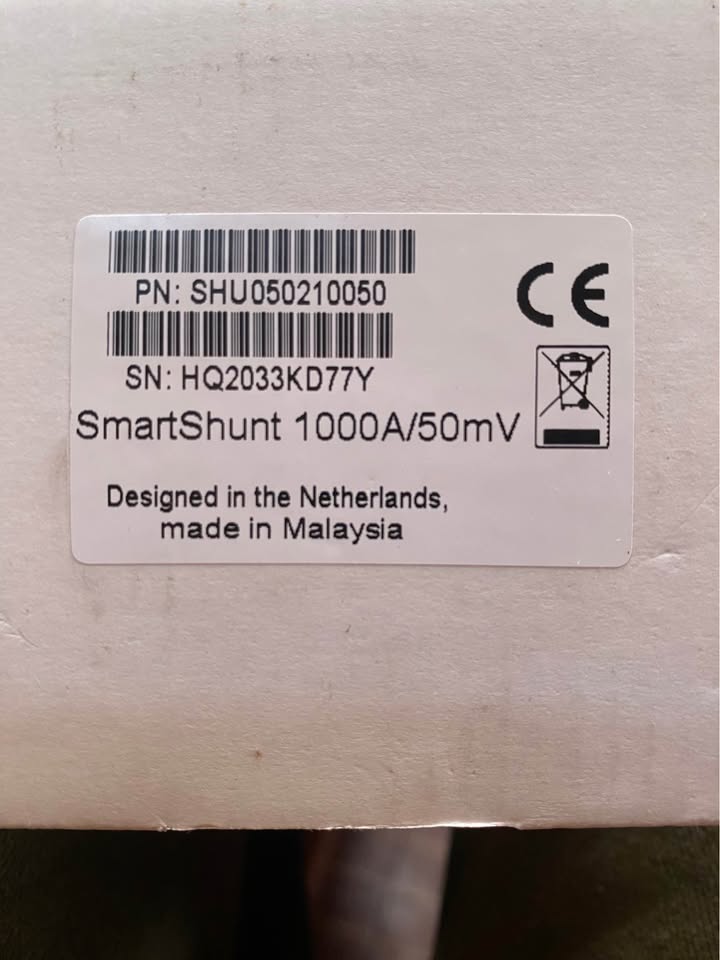 PN: SHU050210050
SN: HQ2033KD77Y
SmartShunt 1000A/50mV
CE
Designed in the Netherlands,
made in Malaysia